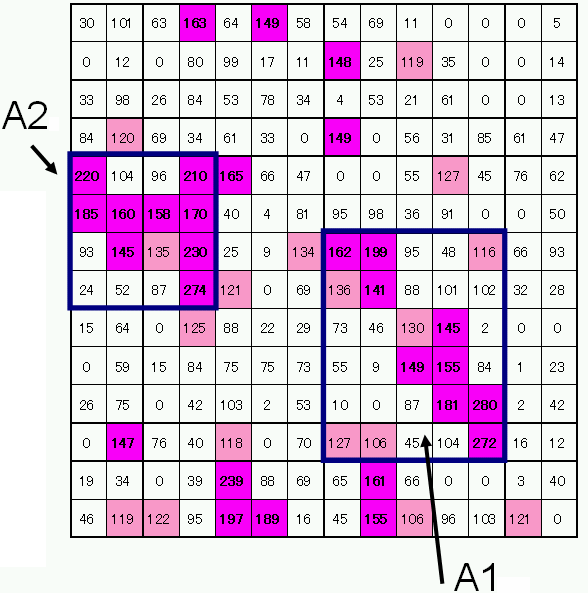 30 101 63 163 64 149 58 54 69 11 0 0 0 5
0 12 0 80 99 17 11 148 25 119 35 0 0 14
33 98 26 84 53 78 34 4 53 21 61 0 0 13
A2
84 120 69 34 61 33 0 149 0 56 31 85 61 47
220 104 96 210 165 66 47 0 0 55 127 45 76 62
185 160 158 170 40 4 81 95 98 36 91 0 0 50
93 145 135 230 25 9 134 162 199 95 48 116 66 93
24 52 87 274 121 0 69 136 141 88 101 102 32 28
15 64 0 125 88 22 29 73 46 130 145 2 0 0
0 59 15 84 75 75 73 55 9 149 155 84 1 23
26 75 0 42 103 2 53 10 0 87 181 280 2 42
0 147 76 40 118 0 70 127 106 45 104 272 16 12
19 34 0 39 239 88 69 65 161 66 0 0 3 40
46 119 122 95 197 189 16 45 155 106 96 103 121 0
A1